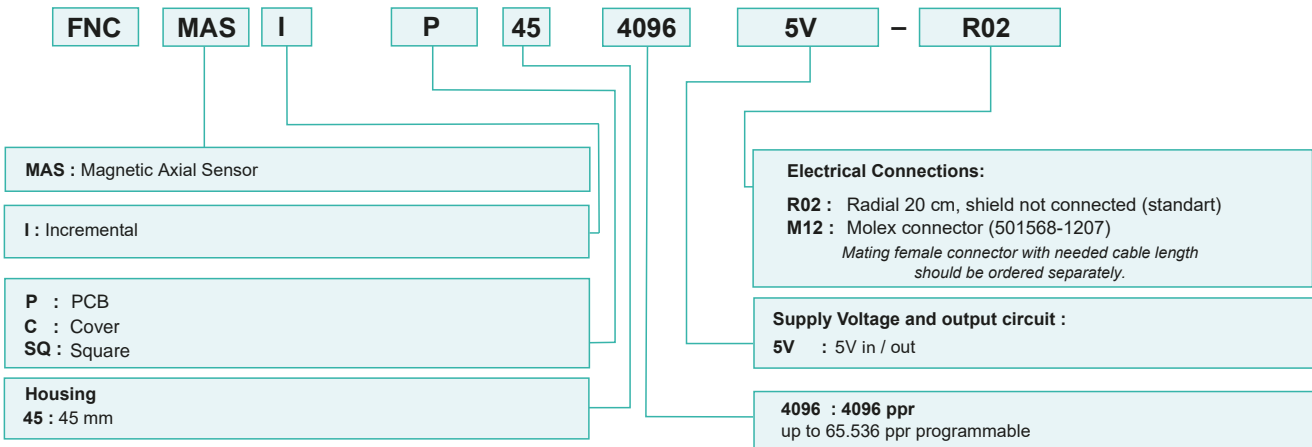 FNC MAS I P 45 4096 5V – R02
MAS : Magnetic Axial Sensor
I : Incremental
P : PCB
C : Cover
SQ : Square
Housing
45 : 45 mm
Electrical Connections:
R02 : Radial 20 cm, shield not connected (standart)
M12 : Molex connector (501568-1207)
Mating female connector with needed cable length
should be ordered separately.
Supply Voltage and output circuit :
5V : 5V in / out
4096 : 4096 ppr
up to 65.536 ppr programmable